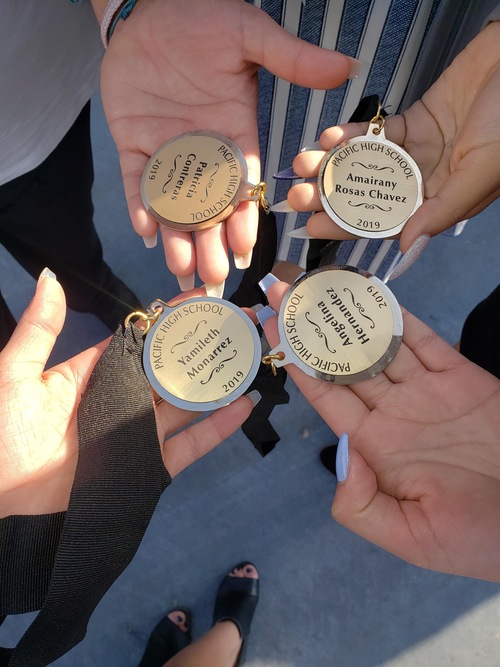 PACIFIC HIGH SCHOOL
Patricia
Contreras
2019
PACIFIC HIGH SCHOOL
Amairany
Rosas Chavez
2019
PACIFIC HIGH SCHOOL
Yamileth
Monarrez
2019
PACIFIC HIGH SCHOOL
Angelina
Hernandez
2019